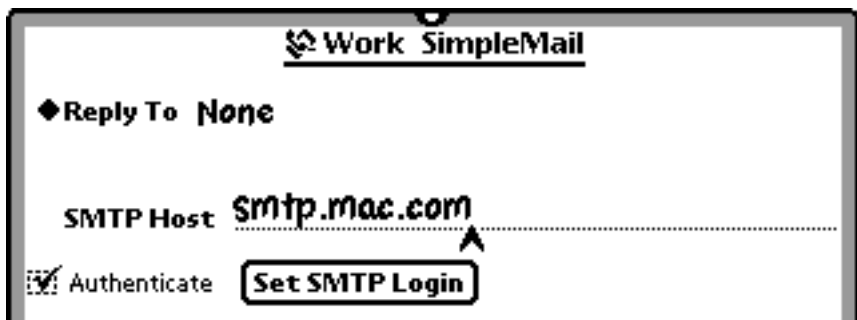 Work SimpleMail
Reply To None
SMTP Host smtp.mac.com
Authenticate Set SMTP Login